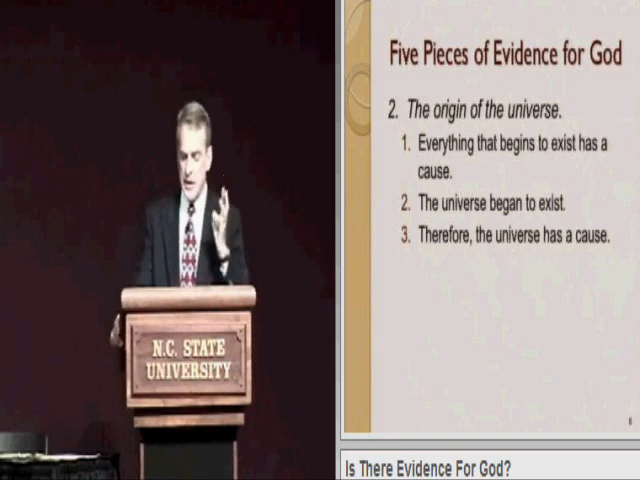 Five Pieces of Evidence for God
2. The origin of the universe.
1. Everything that begins to exist has a
cause.
2. The universe began to exist.
3. Therefore, the universe has a cause.
N.C. STATE
UNIVERSITY
6
Is There Evidence For God?